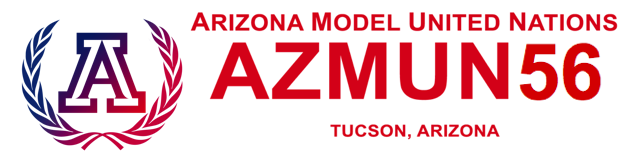 A
ARIZONA MODEL UNITED NATIONS
AZMUN56
TUCSON, ARIZONA